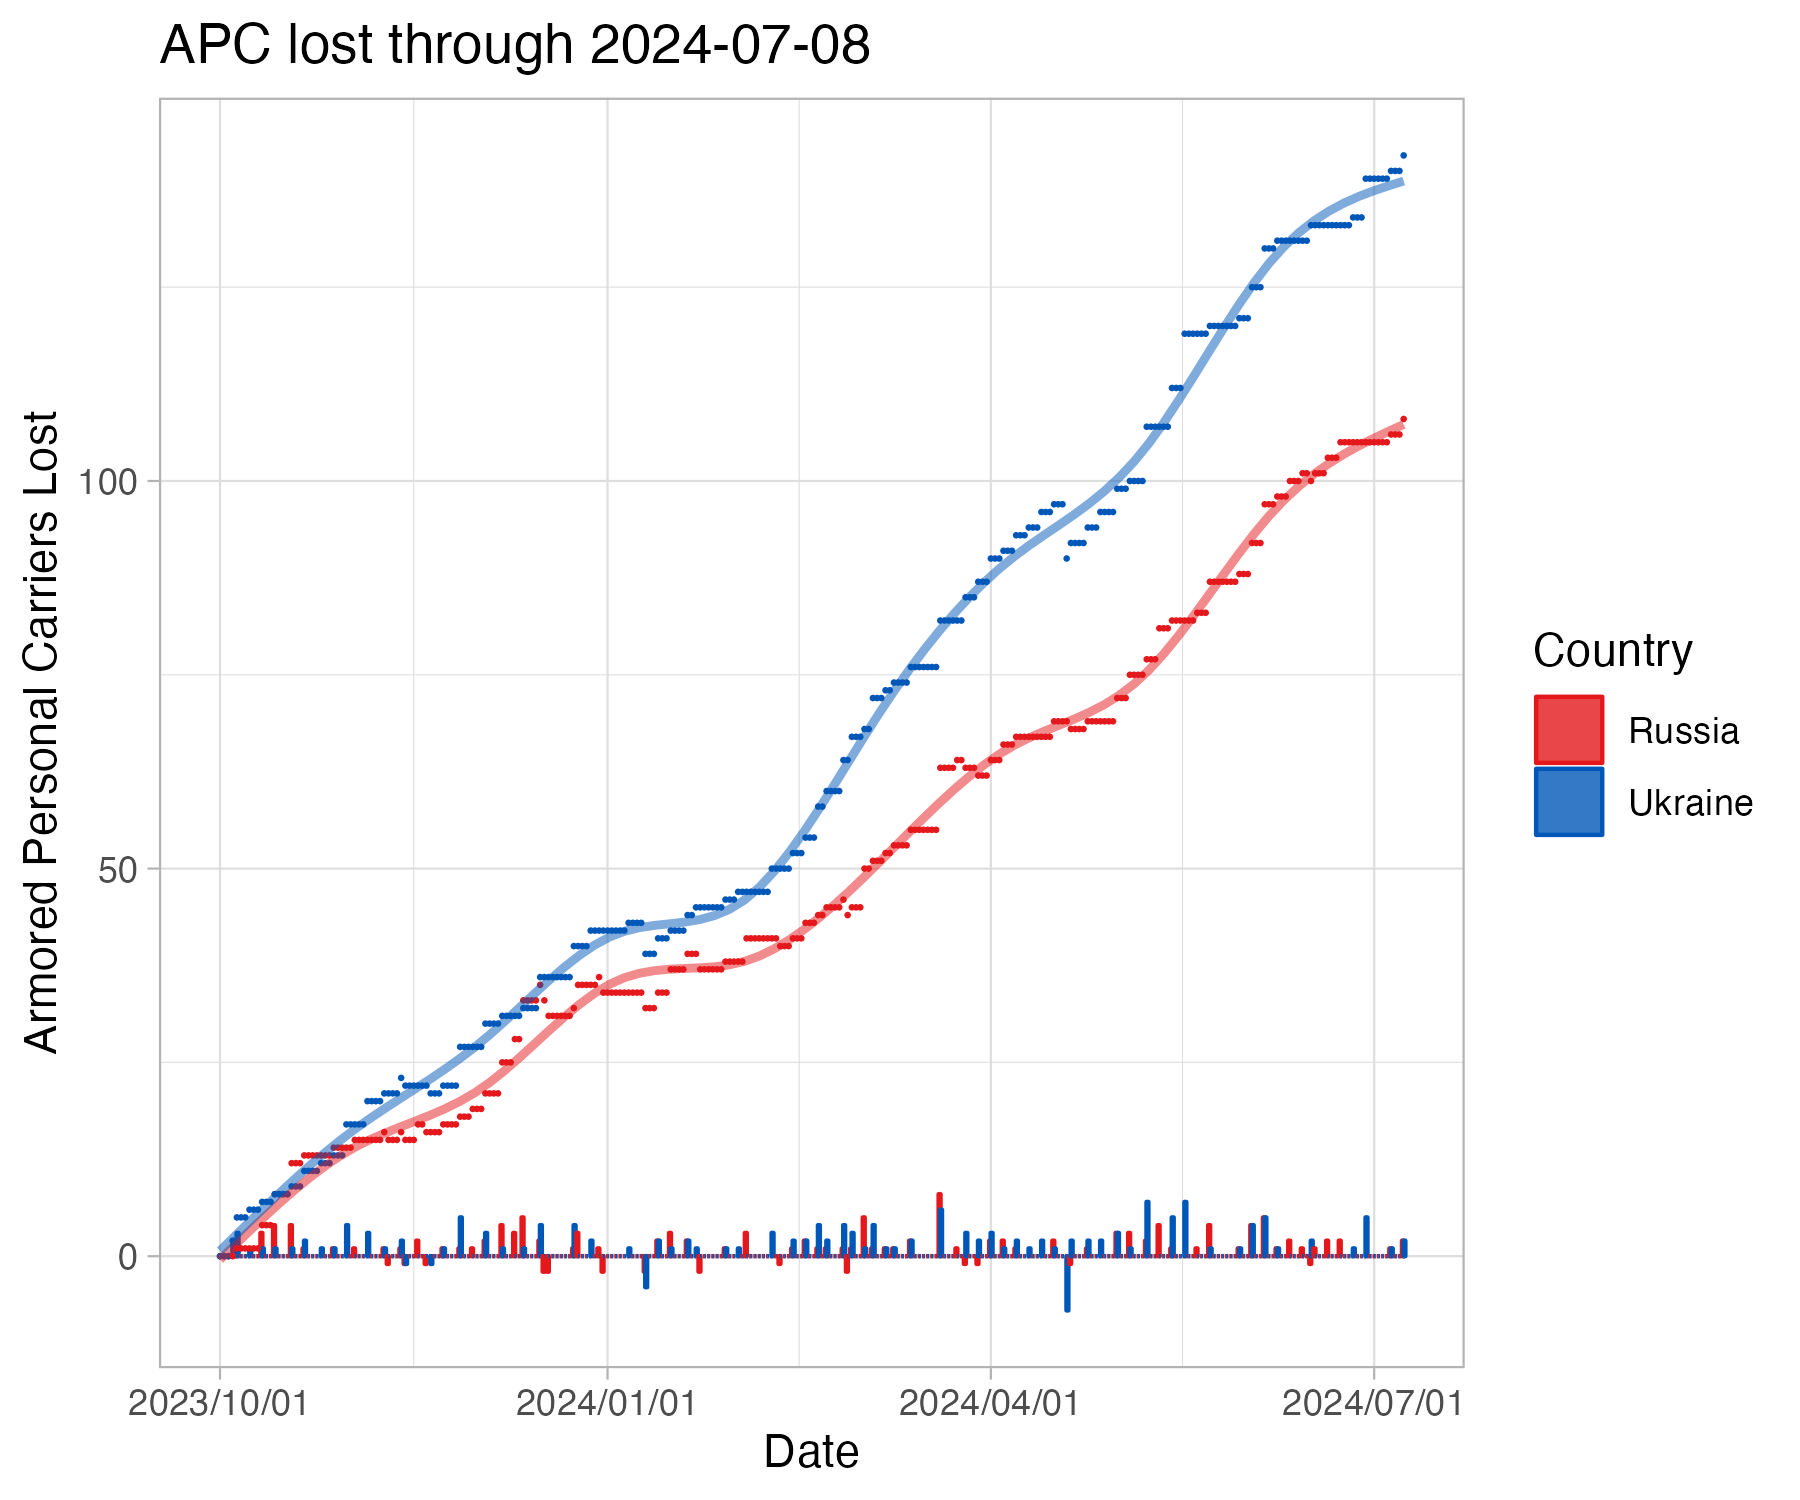 APC lost through 2024-07-08
Armored Personal Carriers Lost
100
50
0
2023/10/01
2024/01/01
2024/04/01
2024/07/01
Date
Country
Russia
Ukraine